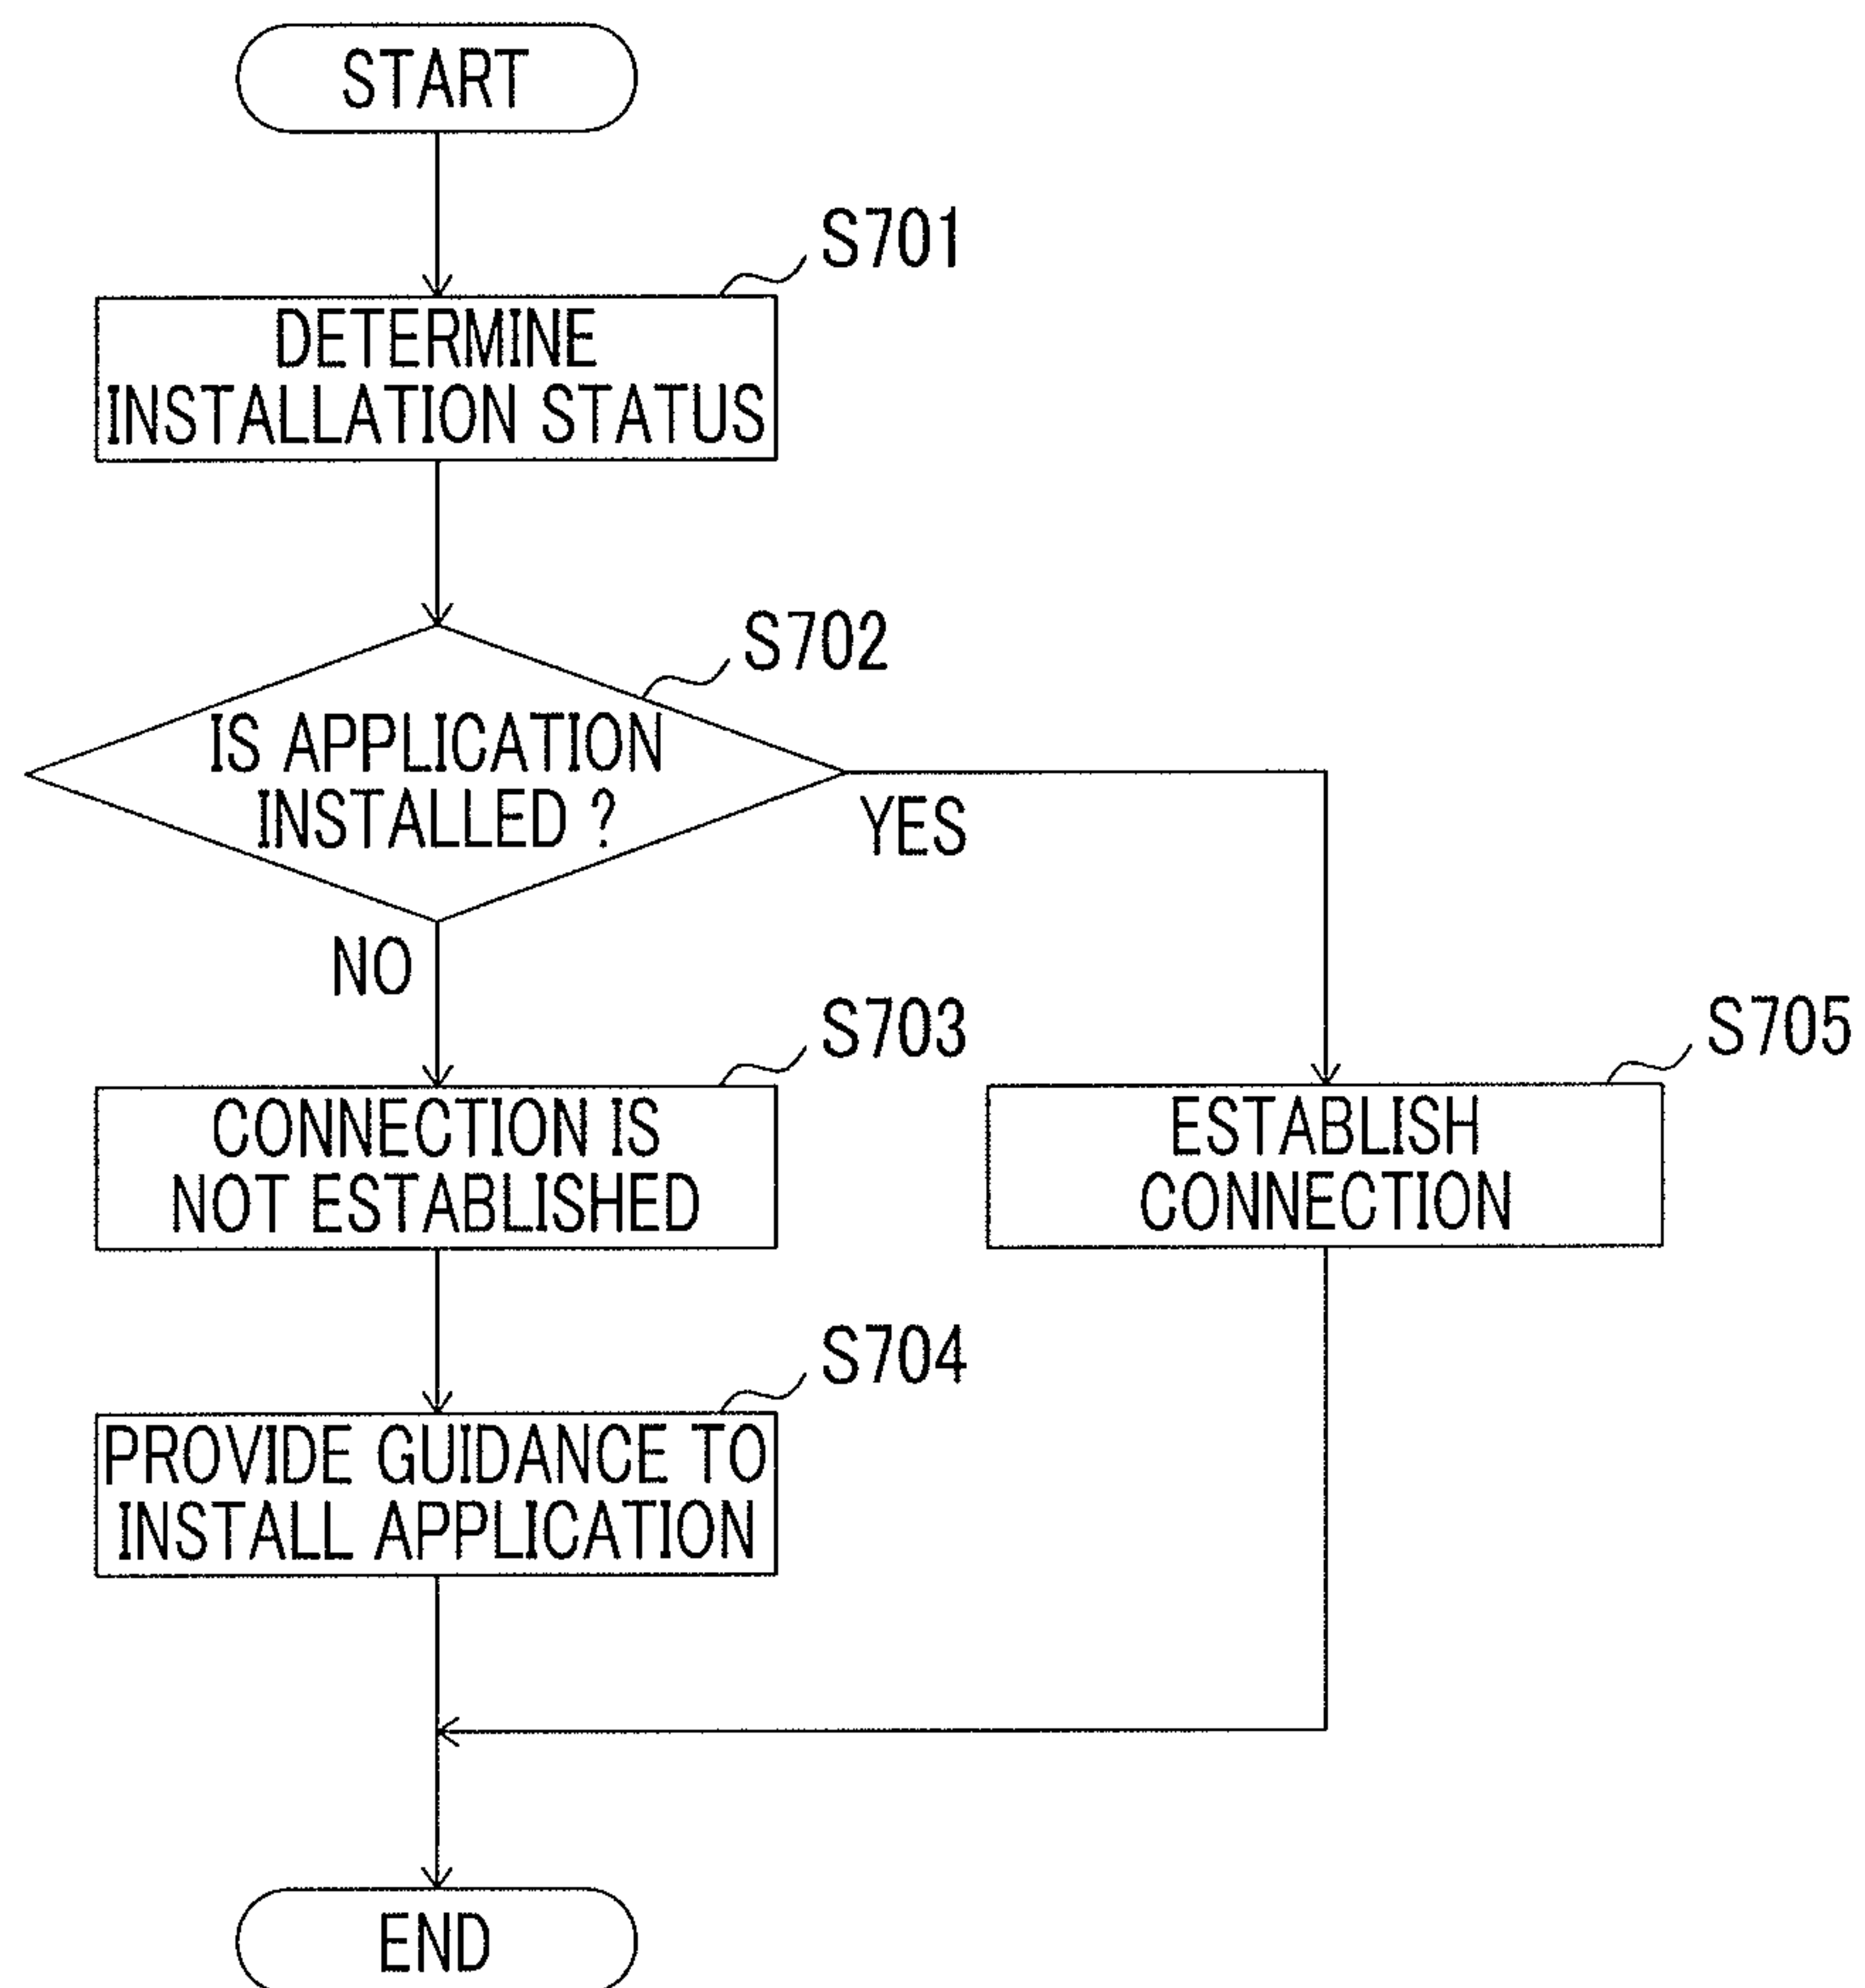 START
S701
DETERMINE
INSTALLATION STATUS
S702
IS APPLICATION
INSTALLED ?
YES
NO
S703
CONNECTION IS
NOT ESTABLISHED
S705
ESTABLISH
CONNECTION
S704
PROVIDE GUIDANCE TO
INSTALL APPLICATION
END